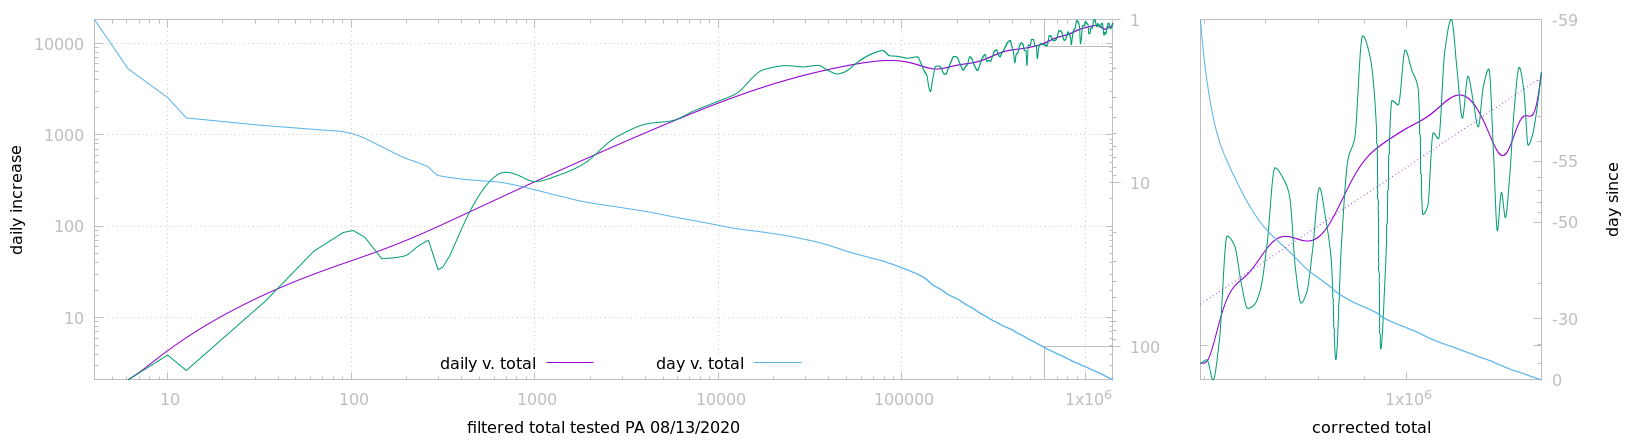 daily increase
10000
1000
100
10
10
100
1000
10000
100000
1x10^6
1
10
100
daily v. total
day v. total
filtered total tested PA 08/13/2020
-59
-55
-50
-30
0
day since
1x10^6
corrected total